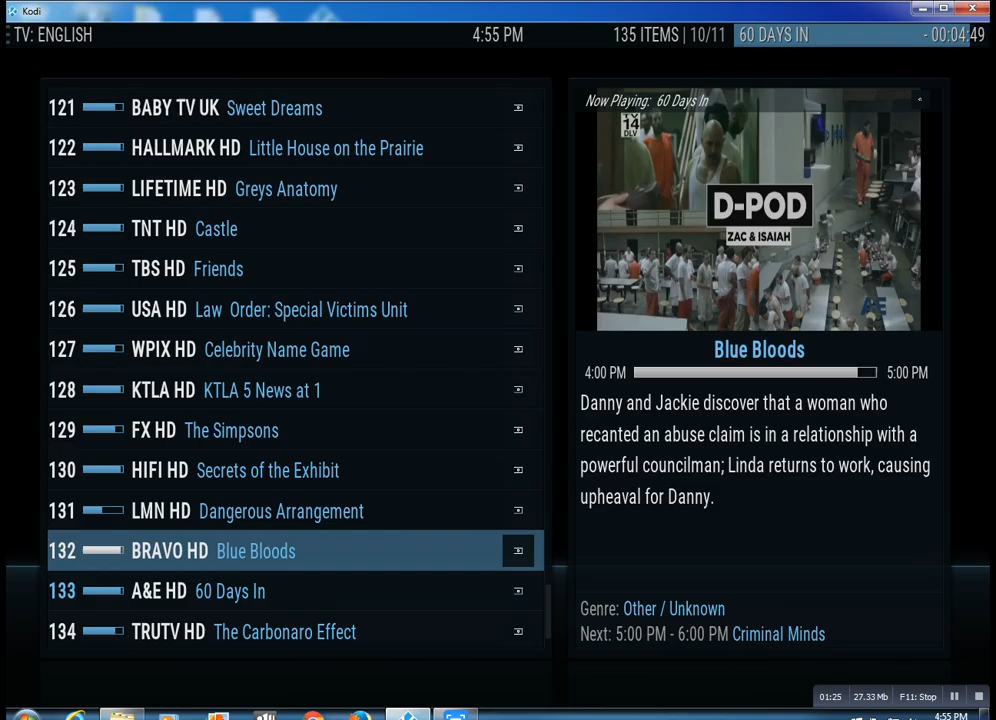 Kodi
TV: ENGLISH
4:55 PM
135 ITEMS | 10/11
60 DAYS IN
- 00:04:49
121 BABY TV UK Sweet Dreams
122 HALLMARK HD Little House on the Prairie
123 LIFETIME HD Greys Anatomy
124 TNT HD Castle
125 TBS HD Friends
126 USA HD Law Order: Special Victims Unit
127 WPIX HD Celebrity Name Game
128 KTLA HD KTLA 5 News at 1
129 FX HD The Simpsons
130 HIFI HD Secrets of the Exhibit
131 LMN HD Dangerous Arrangement
132 BRAVO HD Blue Bloods
133 A&E HD 60 Days In
134 TRUTV HD The Carbonaro Effect
Now Playing: 60 Days In
TV
14
DLV
D-POD
ZAC & ISAIAH
Blue Bloods
4:00 PM 5:00 PM
Danny and Jackie discover that a woman who
recanted an abuse claim is in a relationship with a
powerful councilman; Linda returns to work, causing
upheaval for Danny.
Genre: Other / Unknown
Next: 5:00 PM - 6:00 PM Criminal Minds
01:25 27.33 Mb F11: Stop
4:55 PM